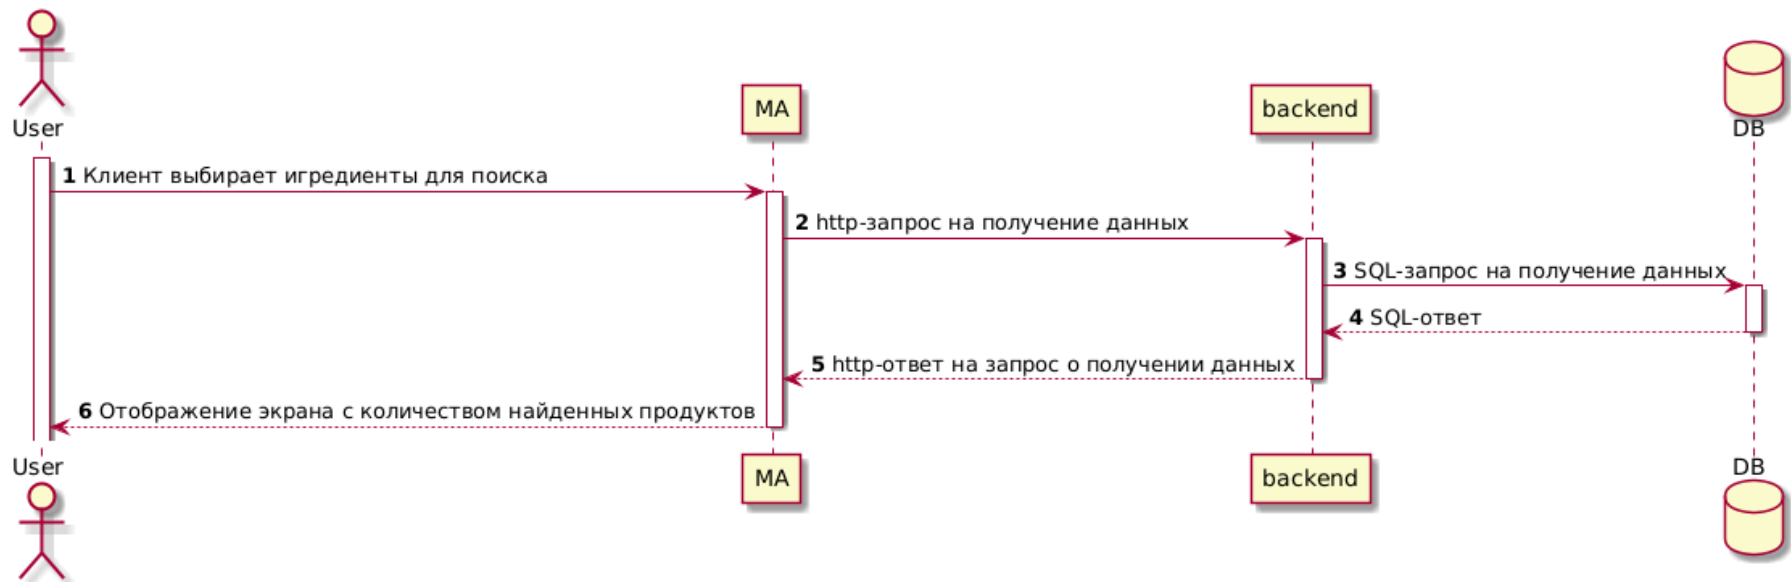 User
MA
backend
DB
1 Клиент выбирает игредиенты для поиска
2 http-запрос на получение данных
3 SQL-запрос на получение данных
4 SQL-ответ
5 http-ответ на запрос о получении данных
6 Отображение экрана с количеством найденных продуктов
User
MA
backend
DB